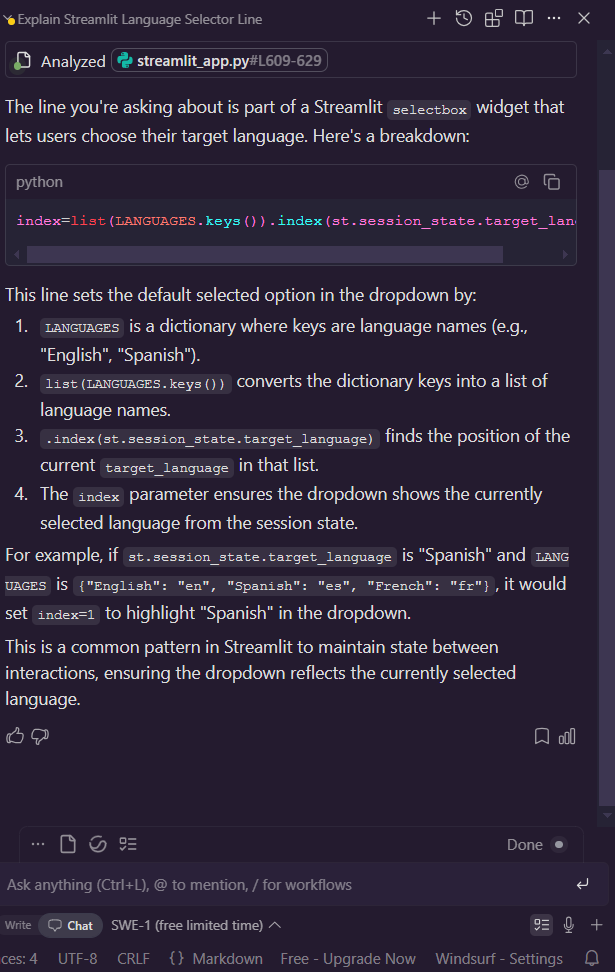 Explain Streamlit Language Selector Line
Analyzed streamlit_app.py#L609-629
The line you're asking about is part of a Streamlit selectbox widget that
lets users choose their target language. Here's a breakdown:
python
index=list(LANGUAGES.keys()).index(st.session_state.target_lan
This line sets the default selected option in the dropdown by:
1. LANGUAGES is a dictionary where keys are language names (e.g.,
"English", "Spanish").
2. list(LANGUAGES.keys()) converts the dictionary keys into a list of
language names.
3. .index(st.session_state.target_language) finds the position of the
current target_language in that list.
4. The index parameter ensures the dropdown shows the currently
selected language from the session state.
For example, if st.session_state.target_language is "Spanish" and LANG
UAGES is {"English": "en", "Spanish": "es", "French": "fr"}, it would
set index=1 to highlight "Spanish" in the dropdown.
This is a common pattern in Streamlit to maintain state between
interactions, ensuring the dropdown reflects the currently selected
language.
Done
Ask anything (Ctrl+L), @ to mention, / for workflows
Write Chat SWE-1 (free limited time)
ces: 4 UTF-8 CRLF {} Markdown Free - Upgrade Now Windsurf - Settings